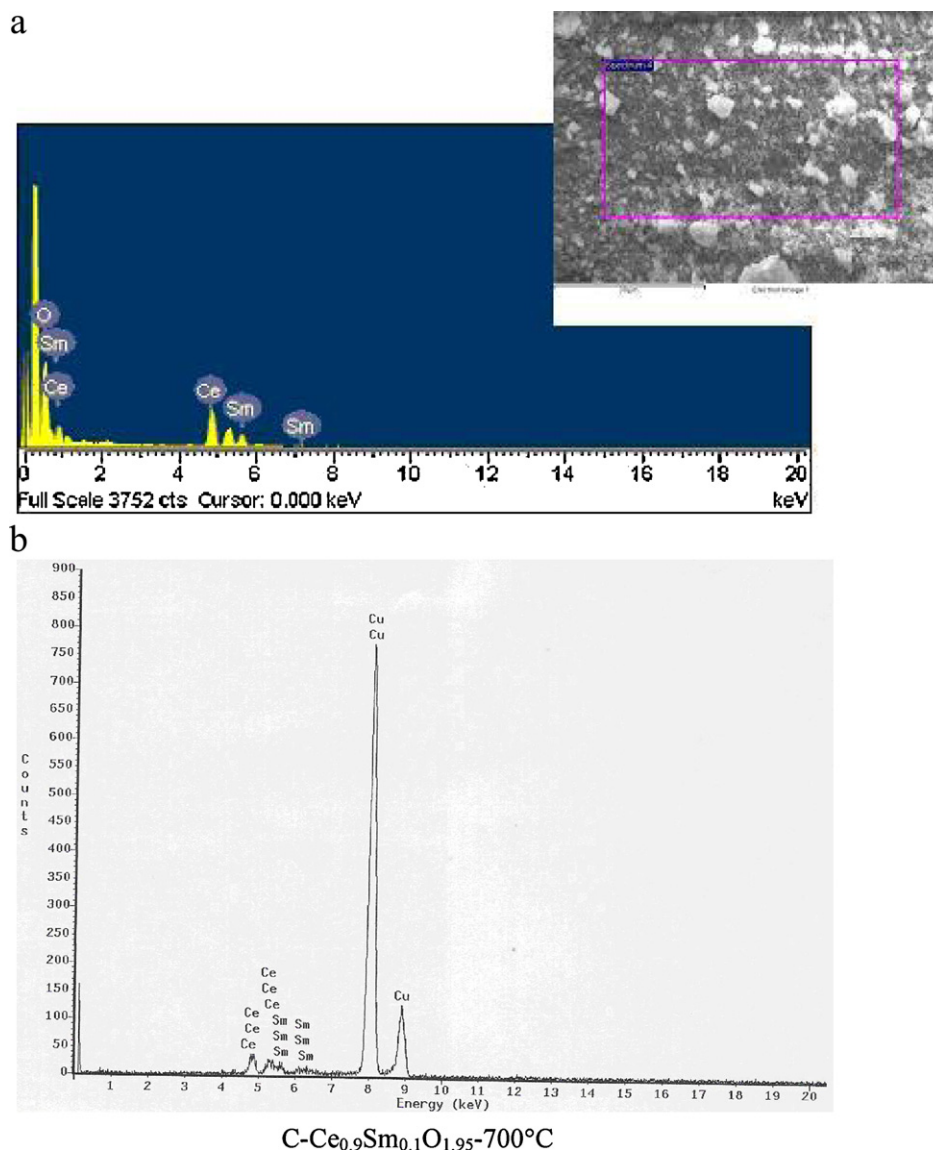 a
Spectrum 4
Electron Image 1
O
Sm
Ce
Ce
Sm
Sm
0 2 4 6 8 10 12 14 16 18 20
Full Scale 3752 cts Cursor: 0.000 keV keV
b
900
850
800
750
700
650
600
550
500
450
400
350
300
250
200
150
100
50
0
Counts
Cu
Cu
Cu
Ce
Ce
Ce
Ce
Ce
Ce
Sm
Sm
Sm
Sm
Sm
Sm
1 2 3 4 5 6 7 8 9 10 11 12 13 14 15 16 17 18 19 20
Energy (keV)
C-Ce0.9Sm0.1O1.95-700°C